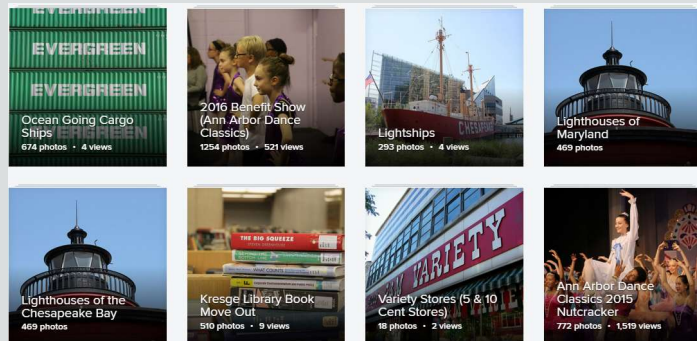 EVERGREEN
EVERGREEN
EVERGREEN
Ocean Going Cargo
Ships
674 photos • 4 views
2016 Benefit Show
(Ann Arbor Dance
Classics)
1254 photos • 521 views
CHESAPEAKE
Lightships
293 photos • 4 views
Lighthouses of
Maryland
469 photos
Lighthouses of the
Chesapeake Bay
469 photos
THE BIG SQUEEZE
Kresge Library Book
Move Out
510 photos • 9 views
VARIETY
Variety Stores (5 & 10
Cent Stores)
18 photos • 2 views
Ann Arbor Dance
Classics 2015
Nutcracker
772 photos • 1,519 views